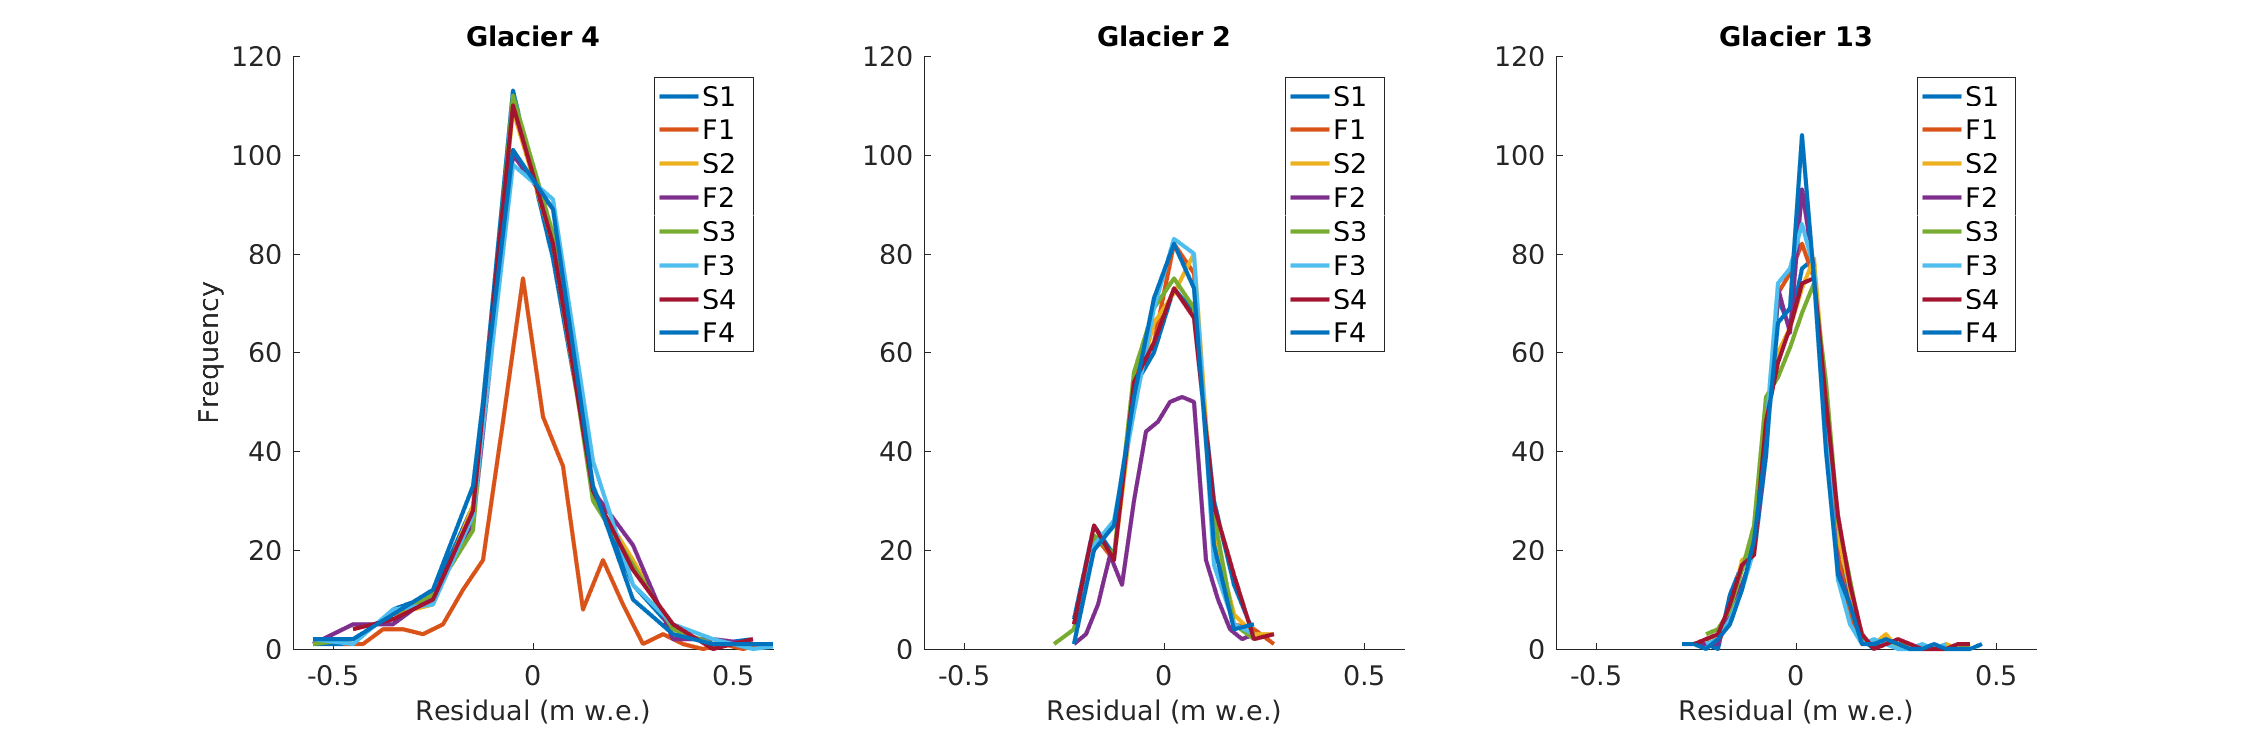 Glacier 4
Frequency
120
100
80
60
40
20
0
-0.5
0
0.5
Residual (m w.e.)
S1
F1
S2
F2
S3
F3
S4
F4
Glacier 2
120
100
80
60
40
20
0
-0.5
0
0.5
Residual (m w.e.)
S1
F1
S2
F2
S3
F3
S4
F4
Glacier 13
120
100
80
60
40
20
0
-0.5
0
0.5
Residual (m w.e.)
S1
F1
S2
F2
S3
F3
S4
F4